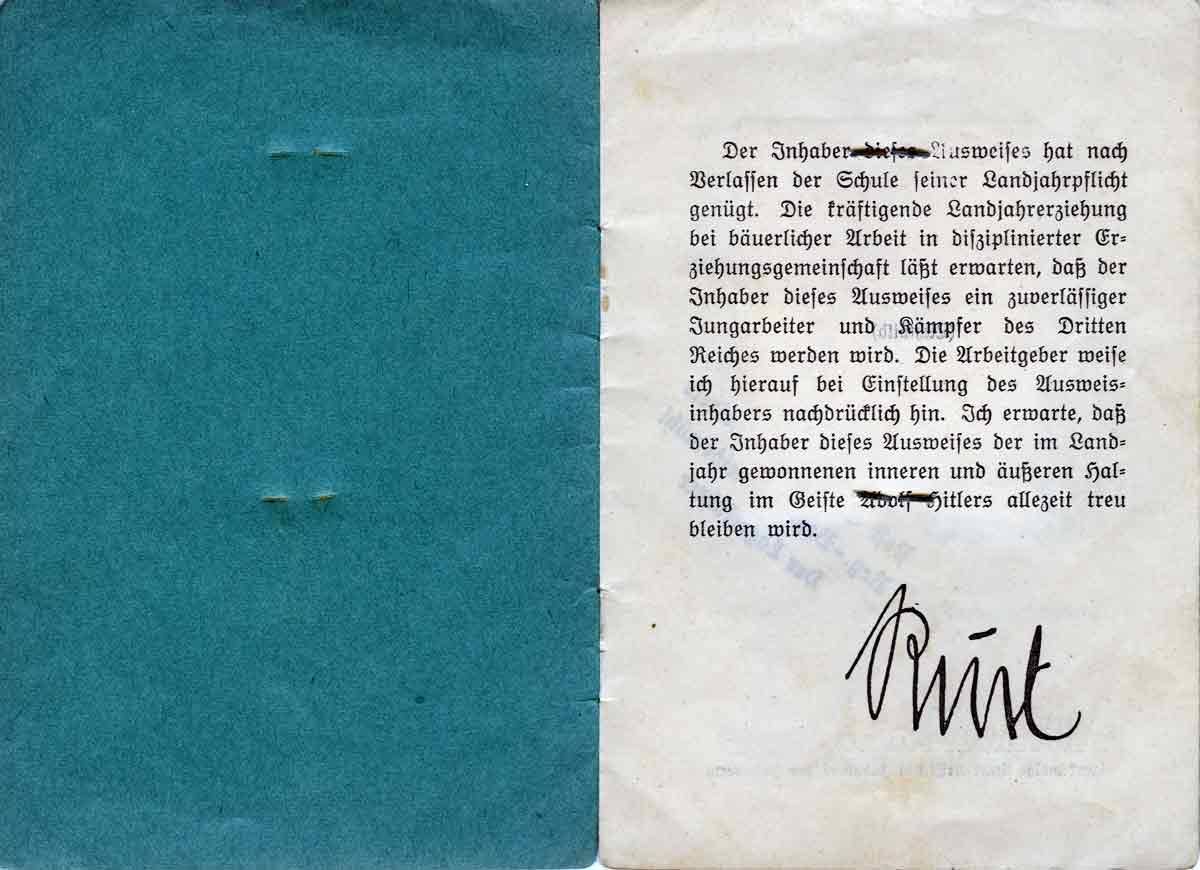 Der Inhaber dieses Ausweises hat nach
Verlassen der Schule seiner Landjahrpflicht
genügt. Die kräftigende Landjahrerziehung
bei bäuerlicher Arbeit in disziplinierter Er-
ziehungsgemeinschaft läßt erwarten, daß der
Inhaber dieses Ausweises ein zuverlässiger
Jungarbeiter und Kämpfer des Dritten
Reiches werden wird. Die Arbeitgeber weise
ich hierauf bei Einstellung des Ausweis-
inhabers nachdrücklich hin. Ich erwarte, daß
der Inhaber dieses Ausweises der im Land-
jahr gewonnenen inneren und äußeren Hal-
tung im Geiste Adolf Hitlers allezeit treu
bleiben wird.
Rust